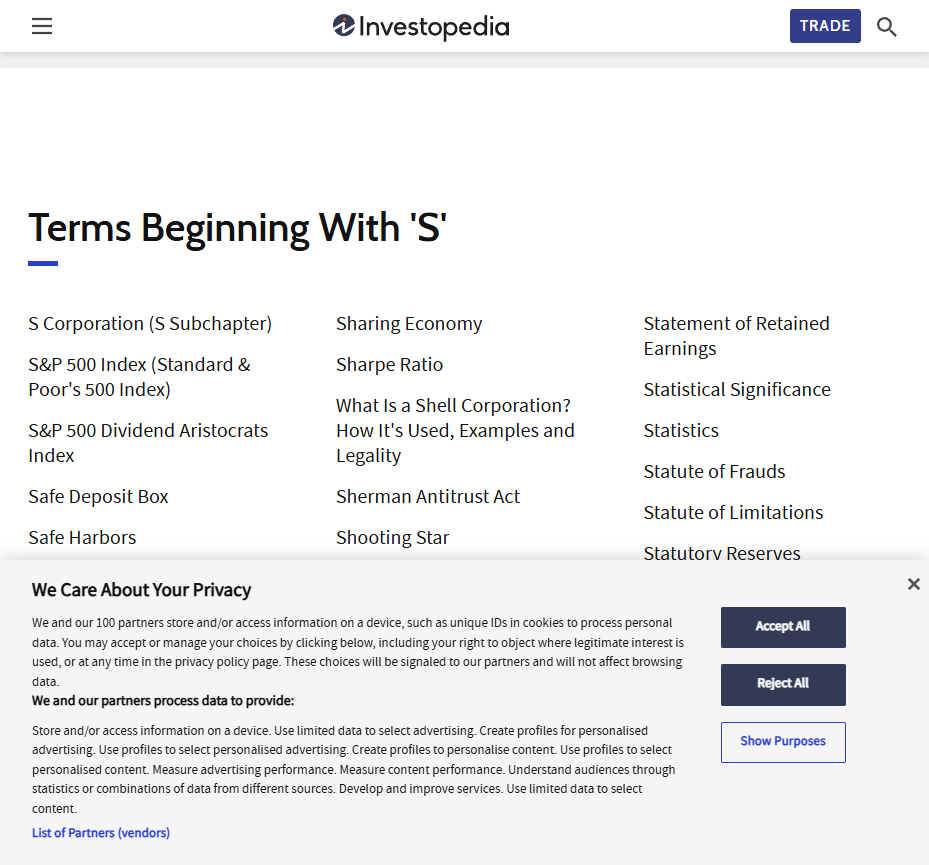 Investopedia
TRADE
Terms Beginning With 'S'
S Corporation (S Subchapter)
S&P 500 Index (Standard &
Poor's 500 Index)
S&P 500 Dividend Aristocrats
Index
Safe Deposit Box
Safe Harbors
Sharing Economy
Sharpe Ratio
What Is a Shell Corporation?
How It's Used, Examples and
Legality
Sherman Antitrust Act
Shooting Star
Statement of Retained
Earnings
Statistical Significance
Statistics
Statute of Frauds
Statute of Limitations
Statutory Reserves
We Care About Your Privacy
We and our 100 partners store and/or access information on a device, such as unique IDs in cookies to process personal
data. You may accept or manage your choices by clicking below, including your right to object where legitimate interest is
used, or at any time in the privacy policy page. These choices will be signaled to our partners and will not affect browsing
data.
We and our partners process data to provide:
Store and/or access information on a device. Use limited data to select advertising. Create profiles for personalised
advertising. Use profiles to select personalised advertising. Create profiles to personalise content. Use profiles to select
personalised content. Measure advertising performance. Measure content performance. Understand audiences through
statistics or combinations of data from different sources. Develop and improve services. Use limited data to select
content.
List of Partners (vendors)
Accept All
Reject All
Show Purposes